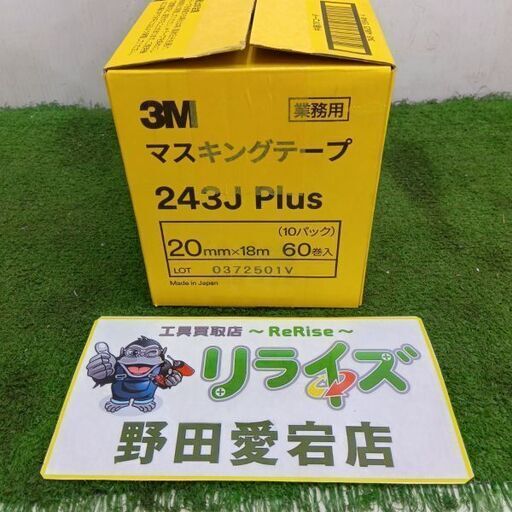 3M
業務用
マスキングテープ
243J Plus
(10パック)
20mm×18m 60巻入
LOT 0372501V
Made in Japan
工具買取店 ～ReRise～
リライズ
野田愛宕店